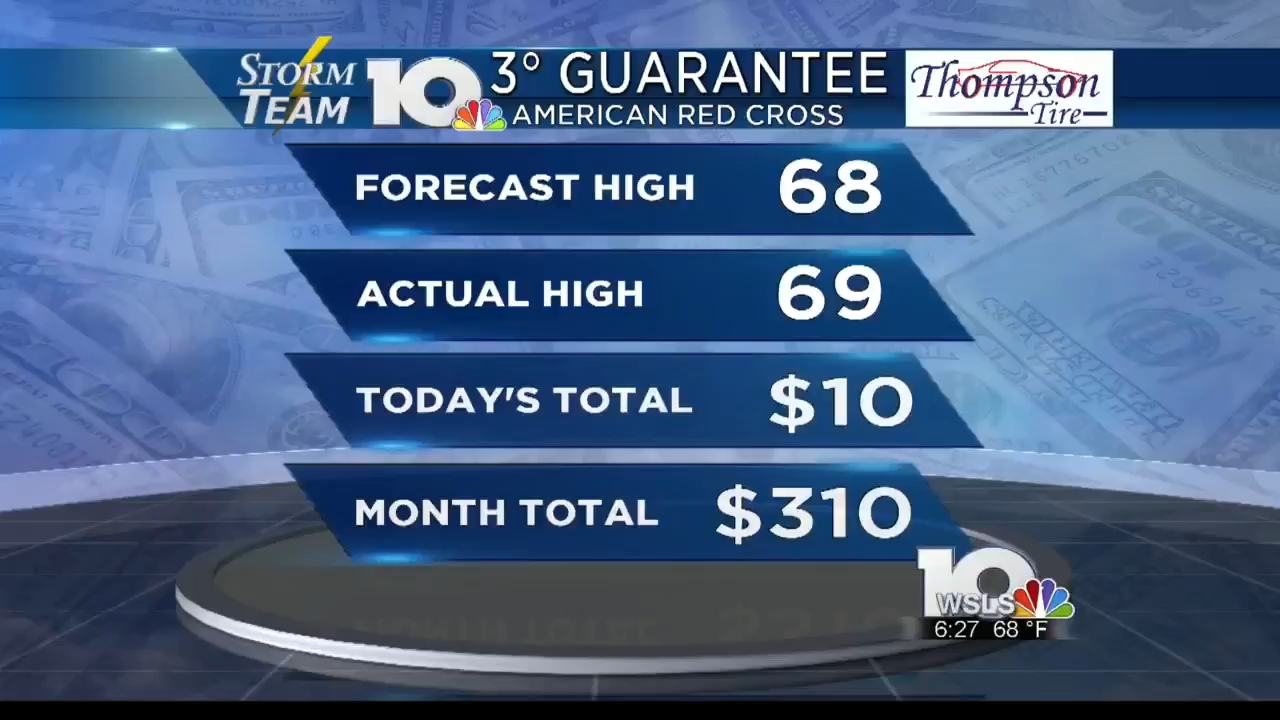 STORM TEAM 10
3° GUARANTEE
AMERICAN RED CROSS
Thompson
Tire
FORECAST HIGH 68
ACTUAL HIGH 69
TODAY'S TOTAL $10
MONTH TOTAL $310
10
WSLS
6:27 68 °F